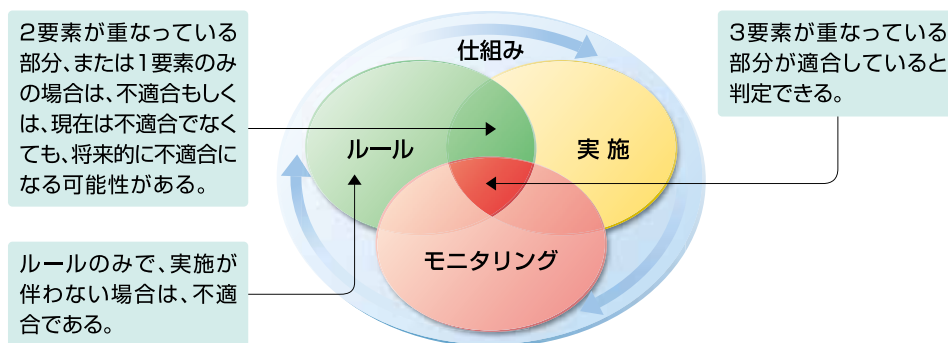 2要素が重なっている
部分、または1要素のみ
の場合は、不適合もしく
は、現在は不適合でなく
ても、将来的に不適合に
なる可能性がある。
ルールのみで、実施が
伴わない場合は、不適
合である。
仕組み
ルール
実 施
モニタリング
3要素が重なっている
部分が適合していると
判定できる。